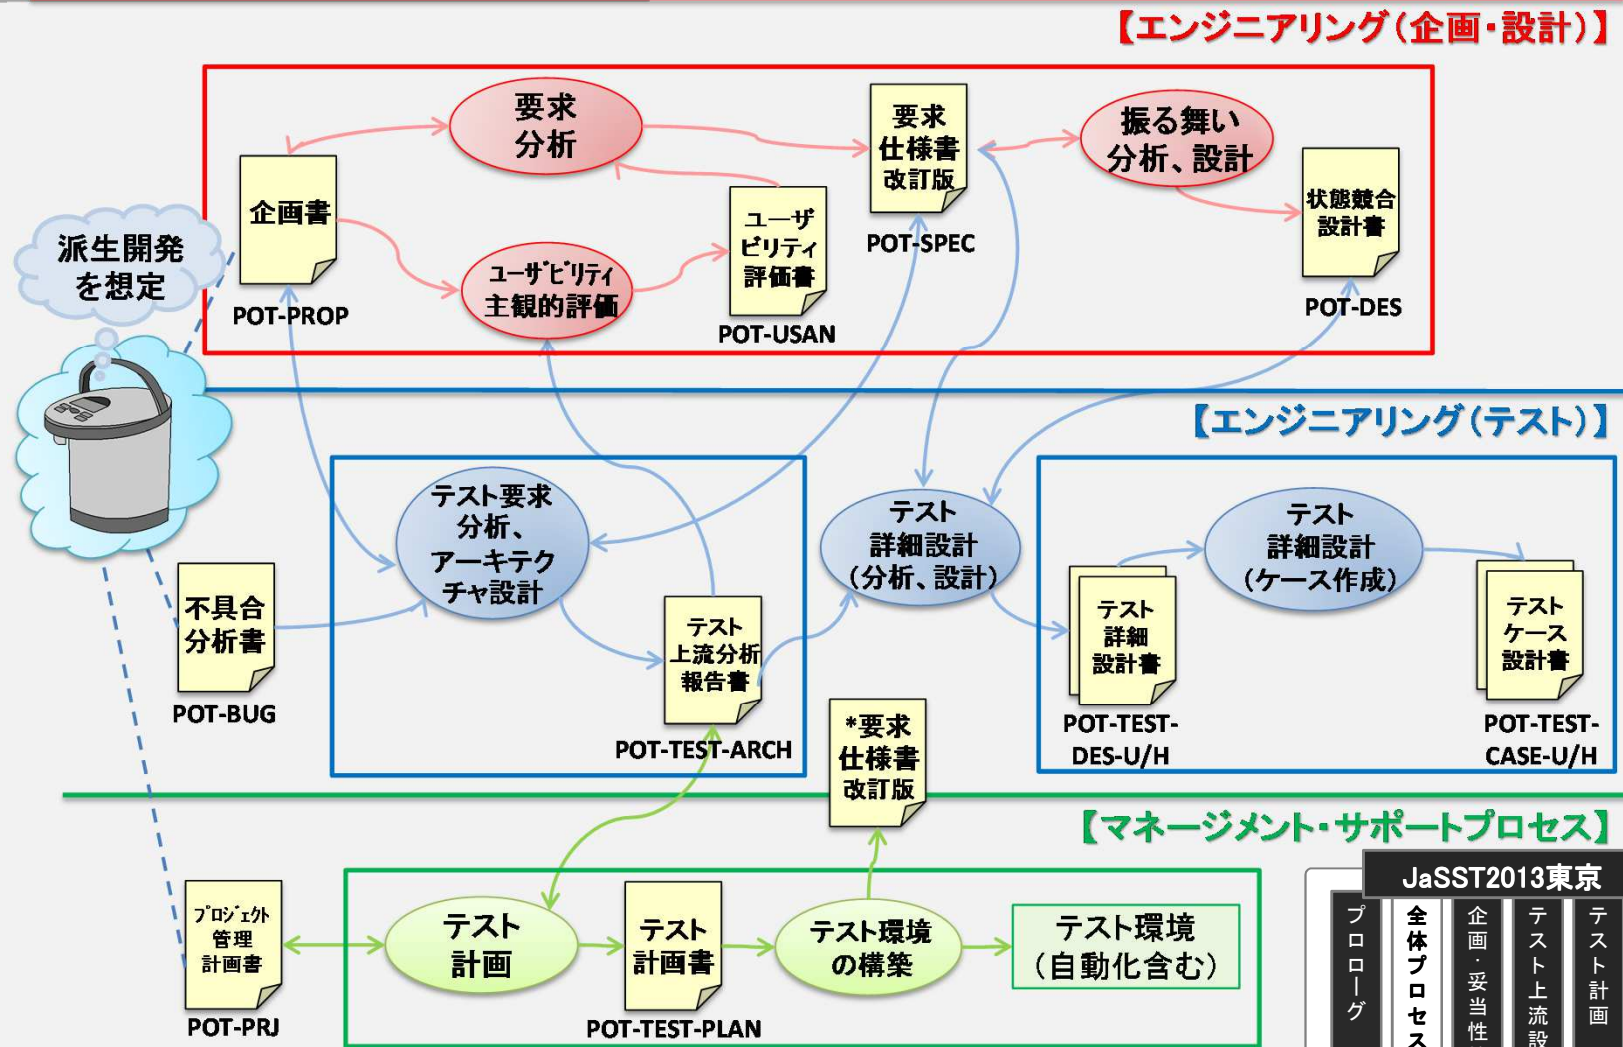 【エンジニアリング(企画・設計)】
要求
分析
要求
仕様書
改訂版
POT-SPEC
振る舞い
分析、設計
企画書
POT-PROP
ユーザ
ビリティ
評価書
POT-USAN
状態競合
設計書
POT-DES
ユーザビリティ
主観的評価
派生開発
を想定
【エンジニアリング(テスト)】
テスト要求
分析、
アーキテク
チャ設計
テスト
詳細設計
(分析、設計)
テスト
詳細設計
(ケース作成)
不具合
分析書
POT-BUG
テスト
上流分析
報告書
POT-TEST-ARCH
テスト
詳細
設計書
POT-TEST-
DES-U/H
テスト
ケース
設計書
POT-TEST-
CASE-U/H
*要求
仕様書
改訂版
【マネージメント・サポートプロセス】
プロジェクト
管理
計画書
POT-PRJ
テスト
計画
テスト
計画書
POT-TEST-PLAN
テスト環境
の構築
テスト環境
(自動化含む)
JaSST2013東京
プロローグ
全体プロセス
企画・妥当性
テスト上流設
テスト計画